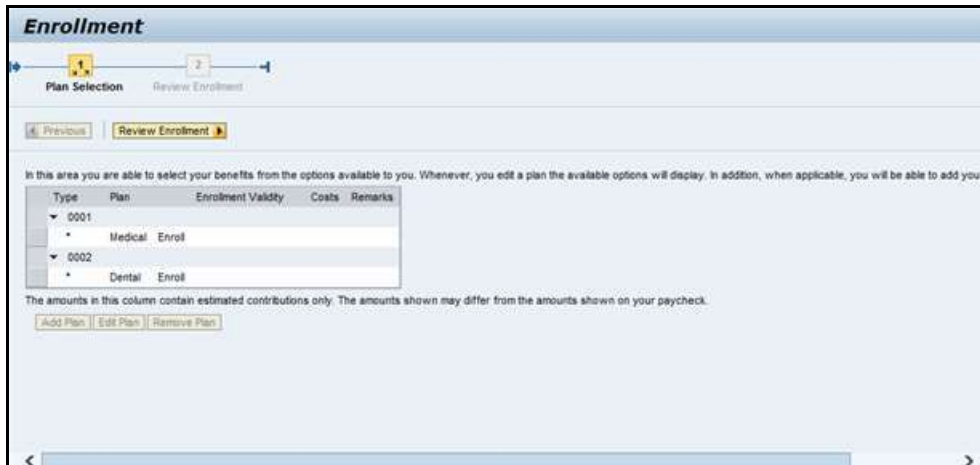 Enrollment
1 2
Plan Selection Review Enrollment
Previous Review Enrollment
In this area you are able to select your benefits from the options available to you. Whenever, you edit a plan the available options will display. In addition, when applicable, you will be able to add you
Type Plan Enrollment Validity Costs Remarks
0001
* Medical Enroll
0002
* Dental Enroll
The amounts in this column contain estimated contributions only. The amounts shown may differ from the amounts shown on your paycheck.
Add Plan Edit Plan Remove Plan